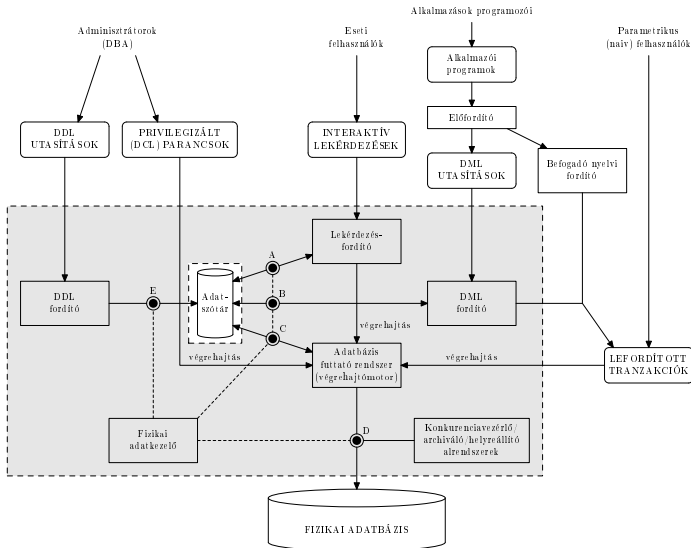 Alkalmazások programozói
Adminisztrátorok
(DBA)
Eseti
felhasználók
Parametrikus
(naiv) felhasználók
Alkalmazói
programok
Előfordító
DDL
UTASÍTÁSOK
PRIVILEGIZÁLT
(DCL) PARANCSOK
INTERAKTÍV
LEKÉRDEZÉSEK
DML
UTASÍTÁSOK
Befogadó nyelvi
fordító
Lekérdezés-
fordító
A
E
B
C
DDL
fordító
Adat-
szótár
DML
fordító
végrehajtás
végrehajtás
végrehajtás
Adatbázis
futtató rendszer
(végrehajtómotor)
LEFORDÍTOTT
TRANZAKCIÓK
Fizikai
adatkezelő
D
Konkurenciavezérlő/
archiváló/helyreállító
alrendszerek
FIZIKAI ADATBÁZIS